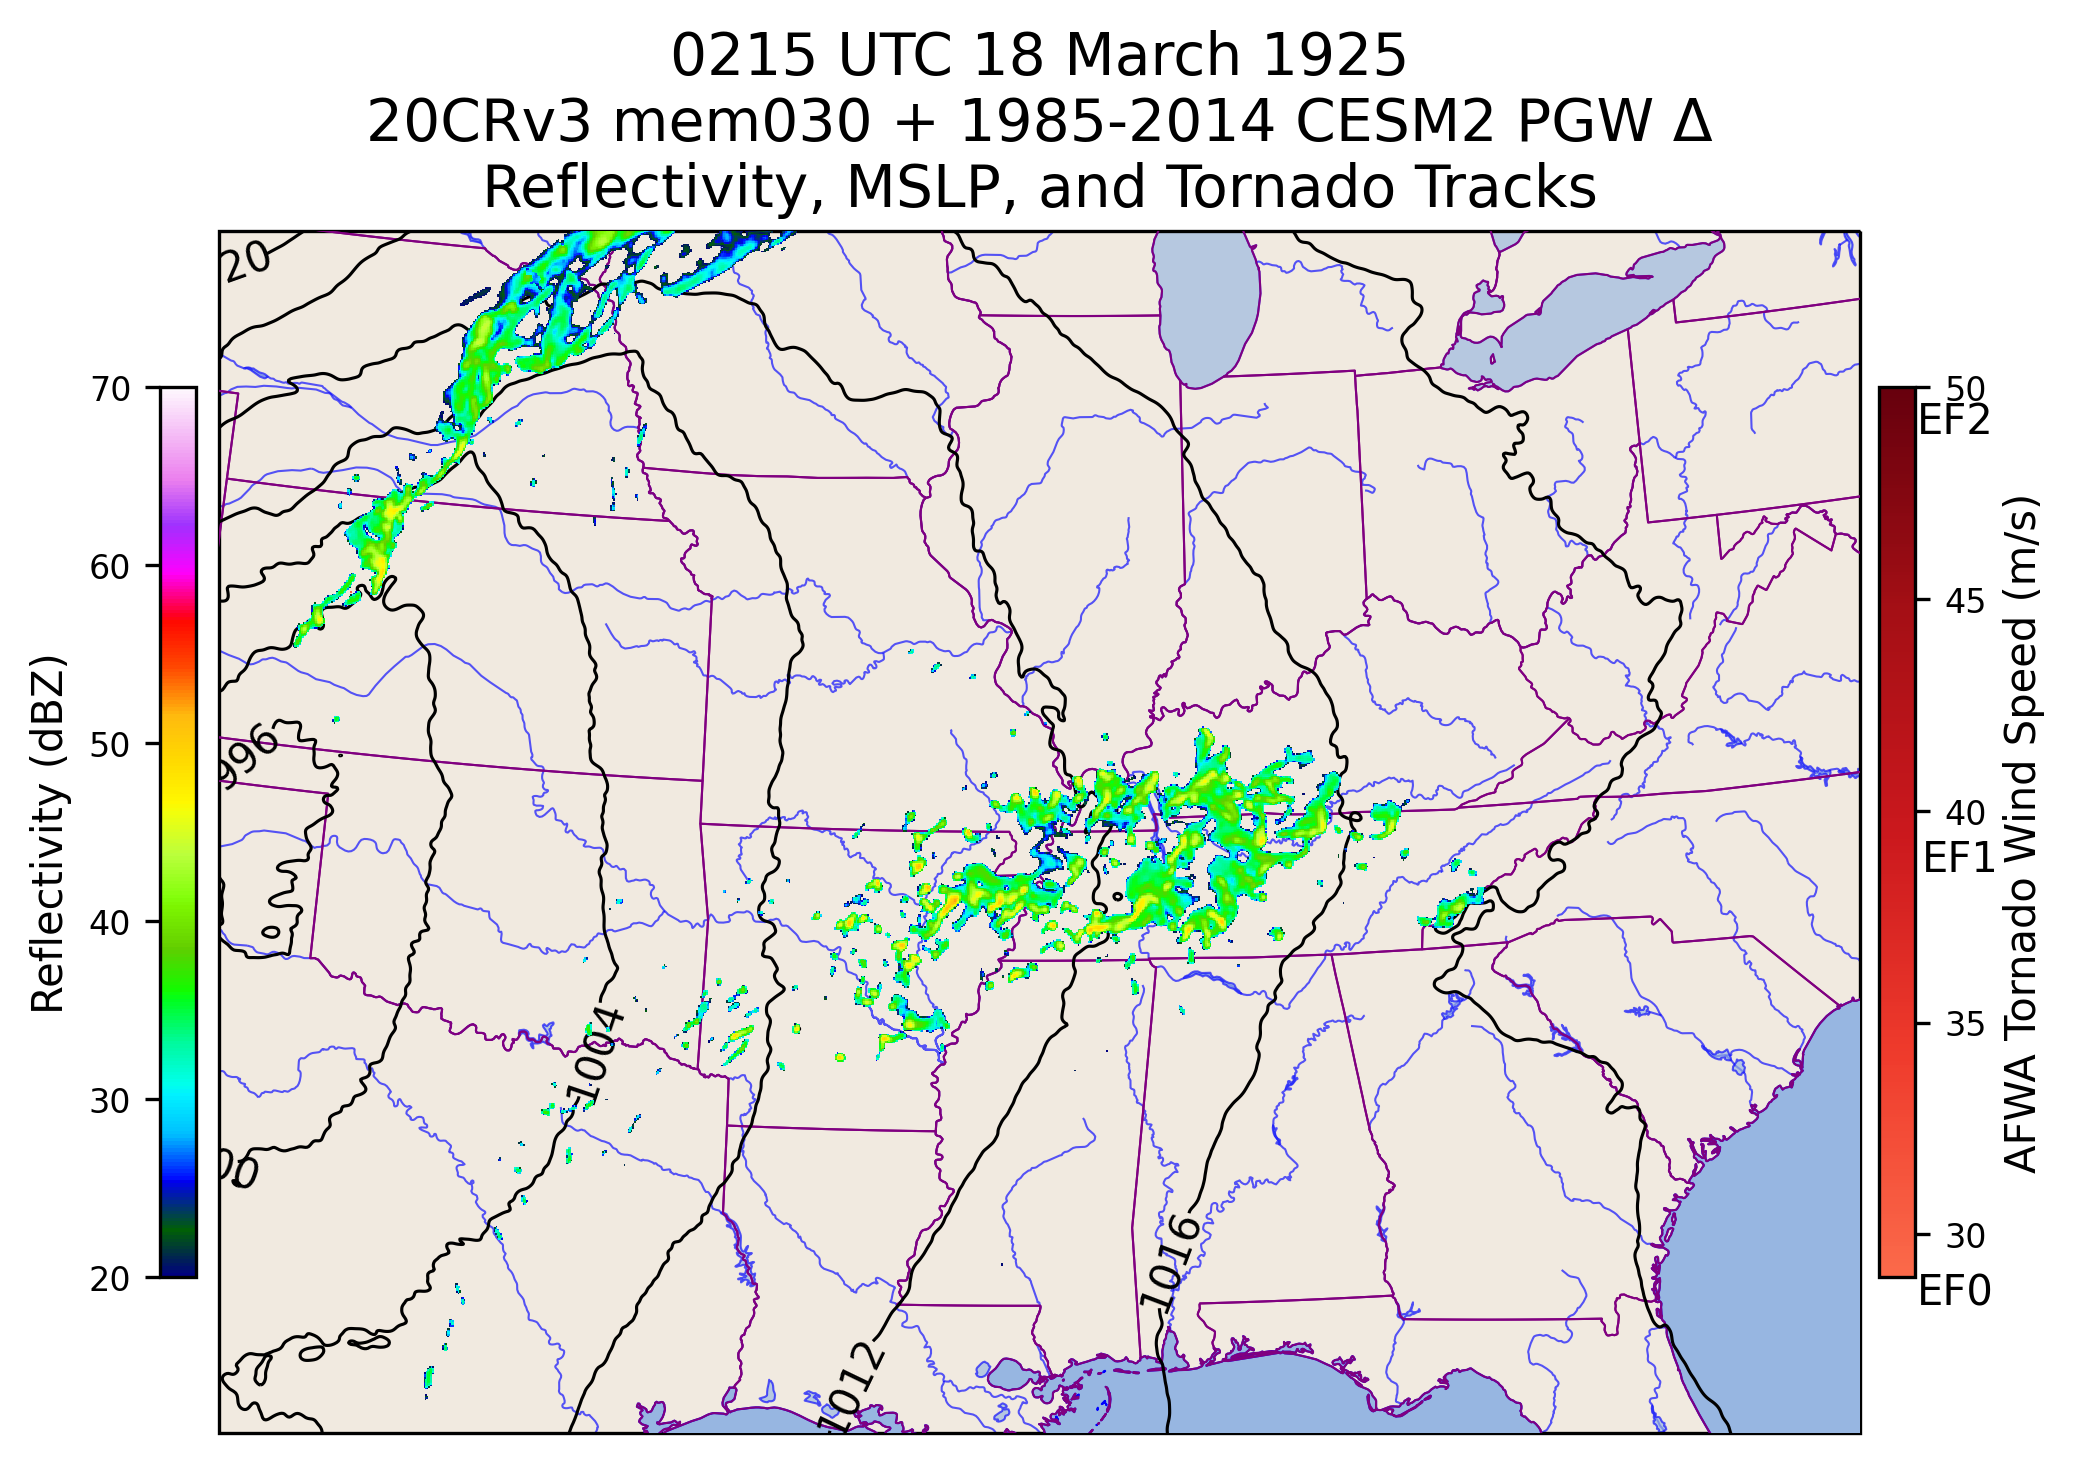 0215 UTC 18 March 1925
20CRv3 mem030 + 1985-2014 CESM2 PGW Δ
Reflectivity, MSLP, and Tornado Tracks
20
996
00
1004
1012
1016
70
60
50
40
30
20
Reflectivity (dBZ)
50
EF2
45
40
EF1
35
30
EF0
AFWA Tornado Wind Speed (m/s)